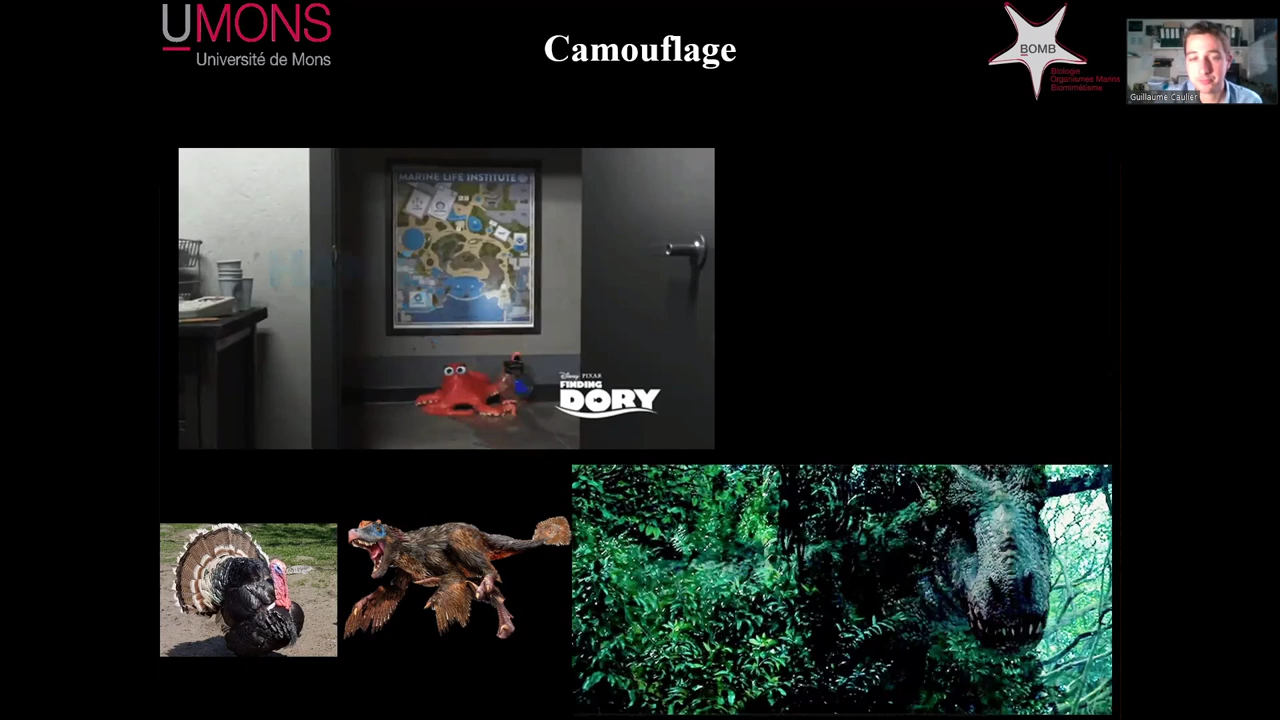 UMONS
Université de Mons
Camouflage
BOMB
Biologie
Organismes Marins
Biomimétisme
Guillaume Caulier
MARINE LIFE INSTITUTE
Disney PIXAR
FINDING
DORY